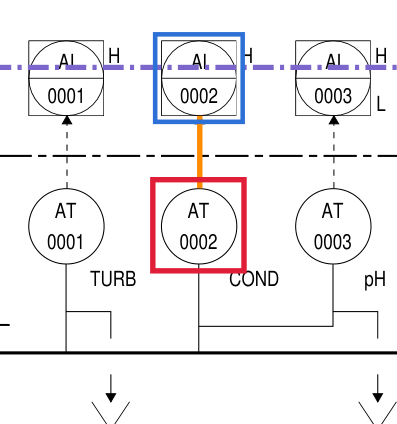 AI H
0001
AI H
0002
AI H
0003
L
AT
0001
AT
0002
AT
0003
TURB
COND
pH